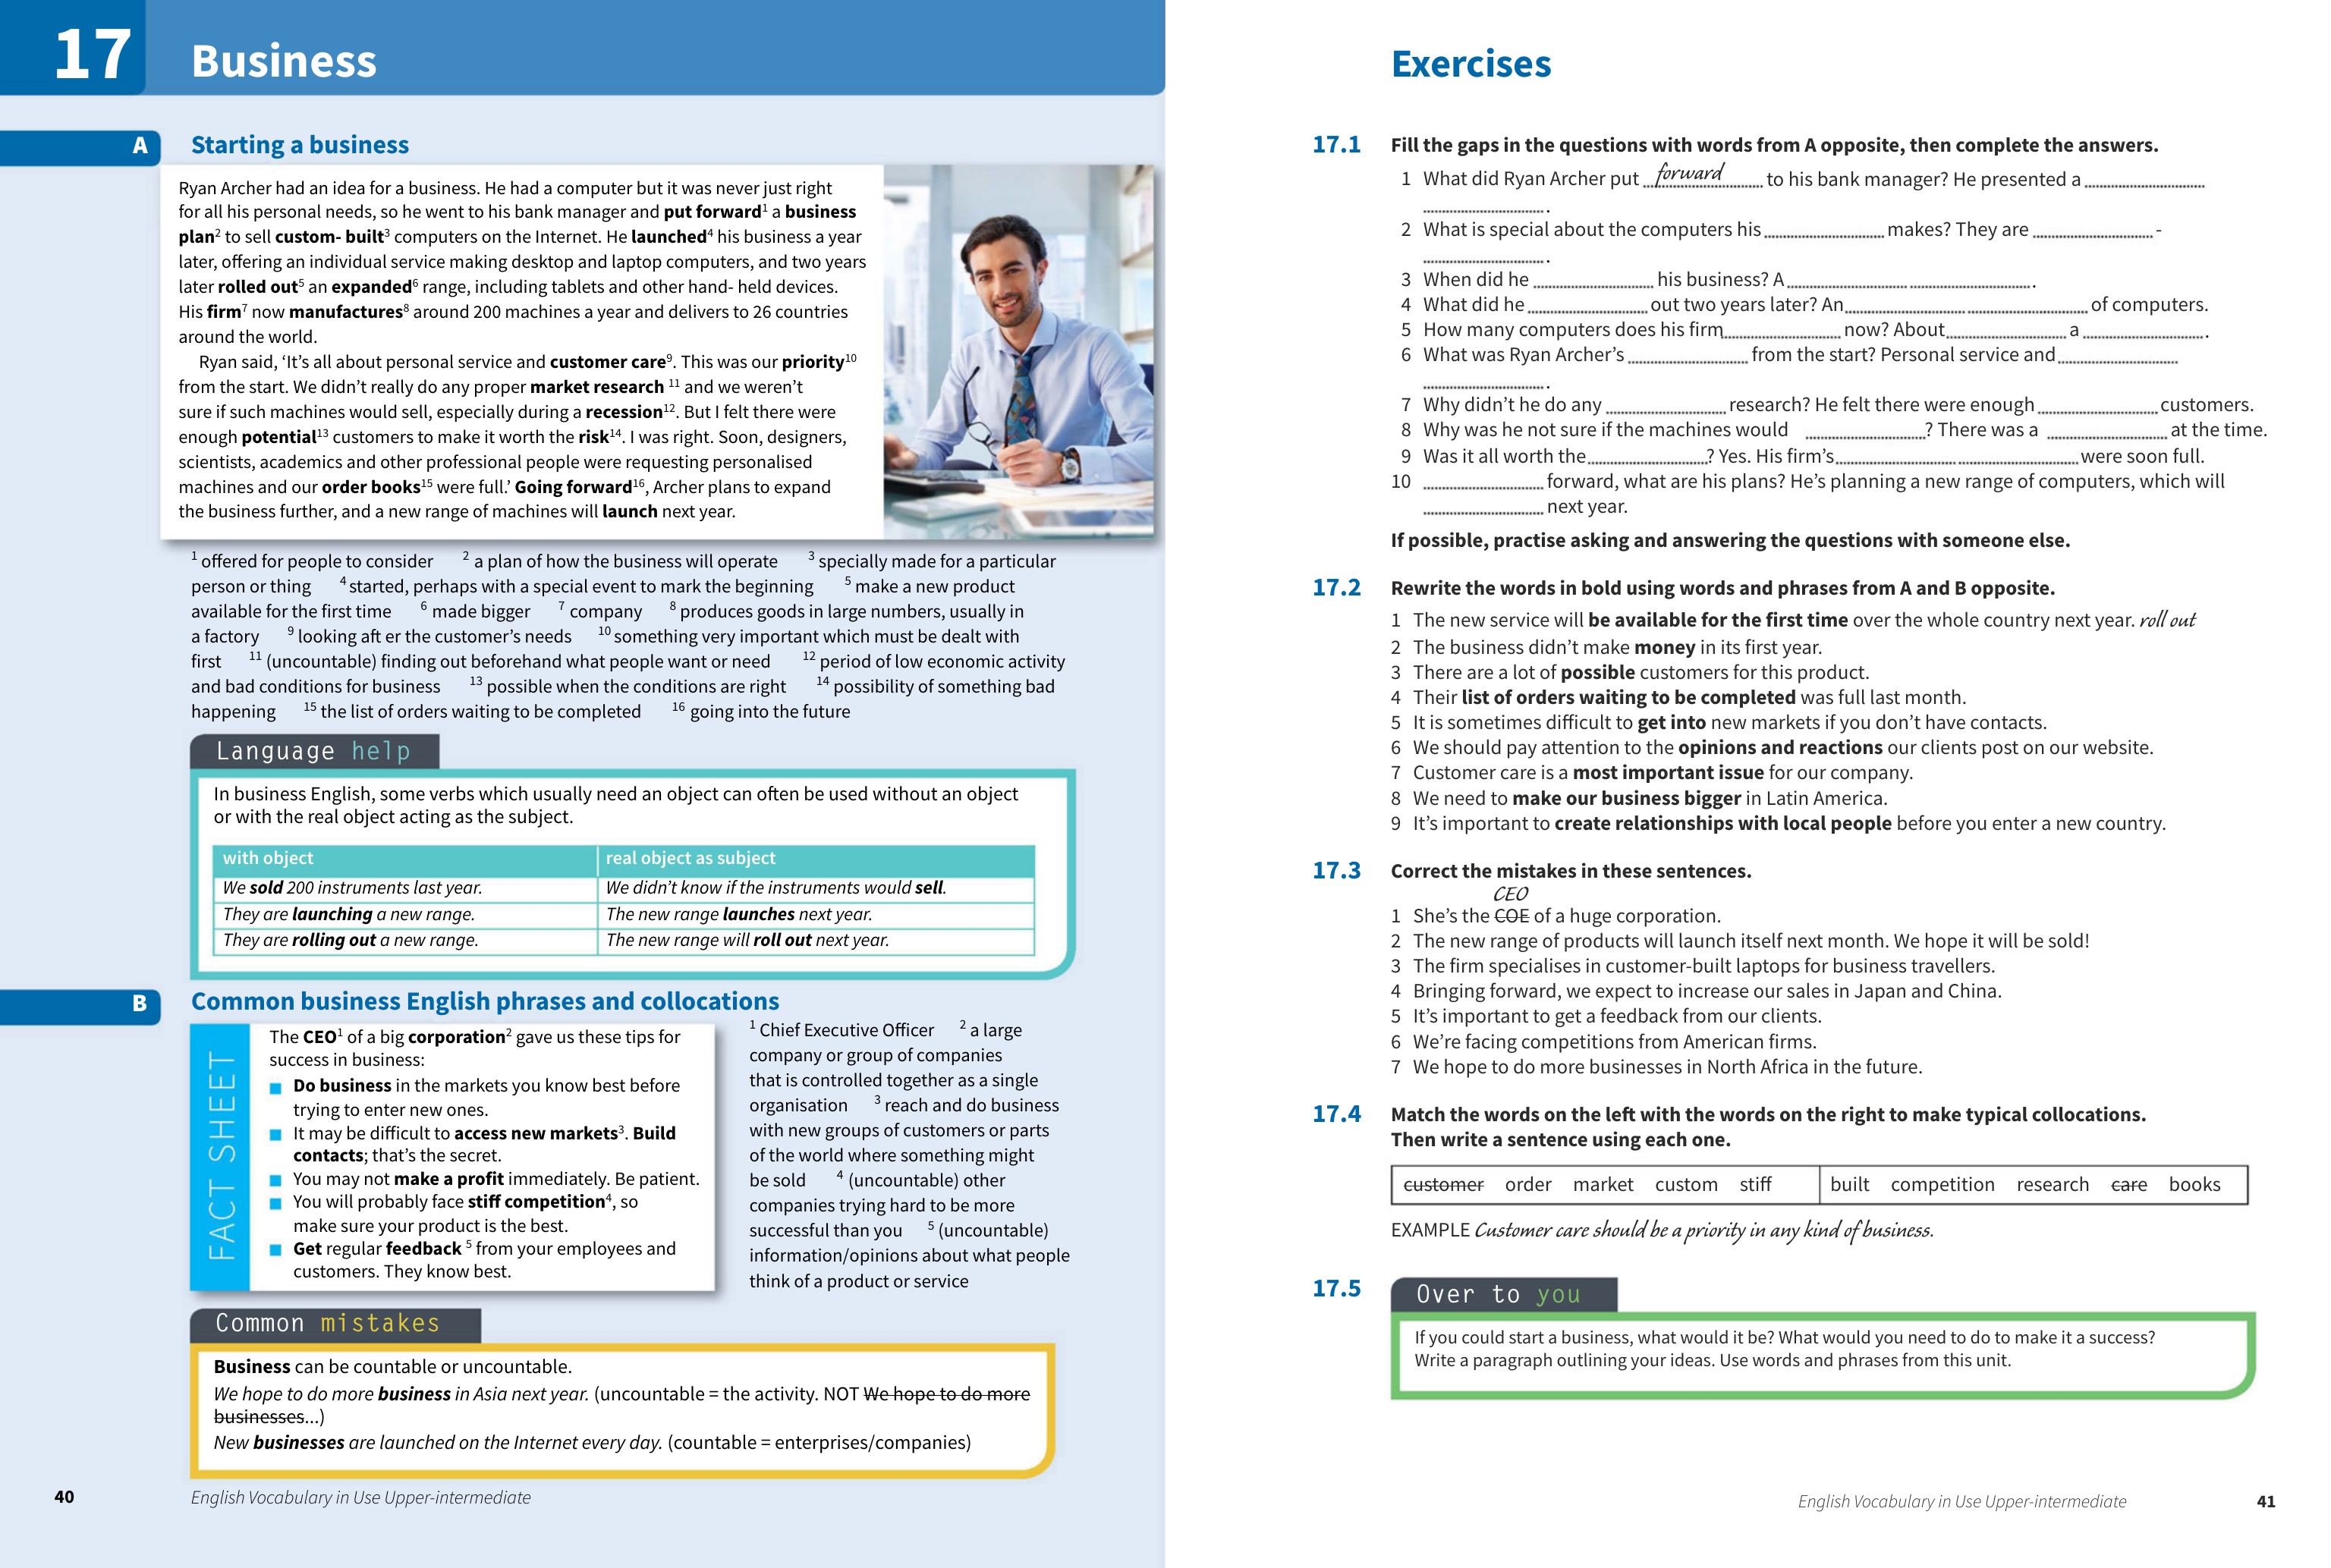 17
Business
A
Starting a business
Ryan Archer had an idea for a business. He had a computer but it was never just right
for all his personal needs, so he went to his bank manager and put forward1 a business
plan2 to sell custom- built3 computers on the Internet. He launched4 his business a year
later, offering an individual service making desktop and laptop computers, and two years
later rolled out5 an expanded6 range, including tablets and other hand- held devices.
His firm7 now manufactures8 around 200 machines a year and delivers to 26 countries
around the world.
Ryan said, ‘It’s all about personal service and customer care9. This was our priority10
from the start. We didn’t really do any proper market research 11 and we weren’t
sure if such machines would sell, especially during a recession12. But I felt there were
enough potential13 customers to make it worth the risk14. I was right. Soon, designers,
scientists, academics and other professional people were requesting personalised
machines and our order books15 were full.’ Going forward16, Archer plans to expand
the business further, and a new range of machines will launch next year.
1 offered for people to consider 2 a plan of how the business will operate 3 specially made for a particular
person or thing 4 started, perhaps with a special event to mark the beginning 5 make a new product
available for the first time 6 made bigger 7 company 8 produces goods in large numbers, usually in
a factory 9 looking aft er the customer’s needs 10 something very important which must be dealt with
first 11 (uncountable) finding out beforehand what people want or need 12 period of low economic activity
and bad conditions for business 13 possible when the conditions are right 14 possibility of something bad
happening 15 the list of orders waiting to be completed 16 going into the future
Language help
In business English, some verbs which usually need an object can often be used without an object
or with the real object acting as the subject.
with object real object as subject
We sold 200 instruments last year. We didn’t know if the instruments would sell.
They are launching a new range. The new range launches next year.
They are rolling out a new range. The new range will roll out next year.
B
Common business English phrases and collocations
FACT SHEET
The CEO1 of a big corporation2 gave us these tips for
success in business:
■ Do business in the markets you know best before
trying to enter new ones.
■ It may be difficult to access new markets3. Build
contacts; that’s the secret.
■ You may not make a profit immediately. Be patient.
■ You will probably face stiff competition4, so
make sure your product is the best.
■ Get regular feedback 5 from your employees and
customers. They know best.
1 Chief Executive Officer 2 a large
company or group of companies
that is controlled together as a single
organisation 3 reach and do business
with new groups of customers or parts
of the world where something might
be sold 4 (uncountable) other
companies trying hard to be more
successful than you 5 (uncountable)
information/opinions about what people
think of a product or service
Common mistakes
Business can be countable or uncountable.
We hope to do more business in Asia next year. (uncountable = the activity. NOT We hope to do more
businesses...)
New businesses are launched on the Internet every day. (countable = enterprises/companies)
40 English Vocabulary in Use Upper-intermediate
Exercises
17.1 Fill the gaps in the questions with words from A opposite, then complete the answers.
1 What did Ryan Archer put forward to his bank manager? He presented a ....................
.................... .
2 What is special about the computers his .................... makes? They are .................... -
.................... .
3 When did he .................... his business? A .................... .................... .
4 What did he .................... out two years later? An .................... .................... of computers.
5 How many computers does his firm .................... now? About .................... a .................... .
6 What was Ryan Archer’s .................... from the start? Personal service and ....................
.................... .
7 Why didn’t he do any .................... research? He felt there were enough .................... customers.
8 Why was he not sure if the machines would .................... ? There was a .................... at the time.
9 Was it all worth the .................... ? Yes. His firm’s .................... .................... were soon full.
10 .................... forward, what are his plans? He’s planning a new range of computers, which will
.................... next year.
If possible, practise asking and answering the questions with someone else.
17.2 Rewrite the words in bold using words and phrases from A and B opposite.
1 The new service will be available for the first time over the whole country next year. roll out
2 The business didn’t make money in its first year.
3 There are a lot of possible customers for this product.
4 Their list of orders waiting to be completed was full last month.
5 It is sometimes difficult to get into new markets if you don’t have contacts.
6 We should pay attention to the opinions and reactions our clients post on our website.
7 Customer care is a most important issue for our company.
8 We need to make our business bigger in Latin America.
9 It’s important to create relationships with local people before you enter a new country.
17.3 Correct the mistakes in these sentences.
CEO
1 She’s the COE of a huge corporation.
2 The new range of products will launch itself next month. We hope it will be sold!
3 The firm specialises in customer-built laptops for business travellers.
4 Bringing forward, we expect to increase our sales in Japan and China.
5 It’s important to get a feedback from our clients.
6 We’re facing competitions from American firms.
7 We hope to do more businesses in North Africa in the future.
17.4 Match the words on the left with the words on the right to make typical collocations.
Then write a sentence using each one.
customer order market custom stiff built competition research care books
EXAMPLE Customer care should be a priority in any kind of business.
17.5
Over to you
If you could start a business, what would it be? What would you need to do to make it a success?
Write a paragraph outlining your ideas. Use words and phrases from this unit.
English Vocabulary in Use Upper-intermediate 41